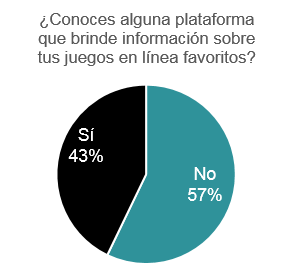 ¿Conoces alguna plataforma
que brinde información sobre
tus juegos en línea favoritos?
Sí
43%
No
57%